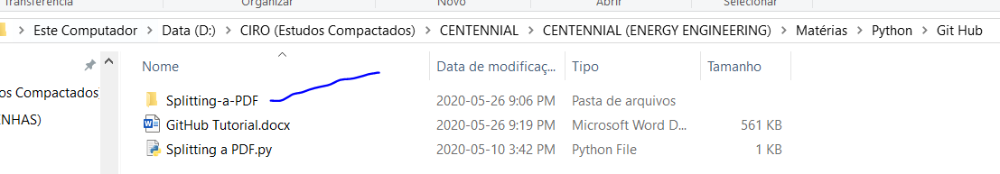 Transferência Organizar Novo Abrir Selecionar
Este Computador > Data (D:) > CIRO (Estudos Compactados) > CENTENNIAL > CENTENNIAL (ENERGY ENGINEERING) > Matérias > Python > Git Hub
Nome Data de modificaç... Tipo Tamanho
os Compactados) Splitting-a-PDF 2020-05-26 9:06 PM Pasta de arquivos
ENHAS) GitHub Tutorial.docx 2020-05-26 9:19 PM Microsoft Word D... 561 KB
Splitting a PDF.py 2020-05-10 3:42 PM Python File 1 KB